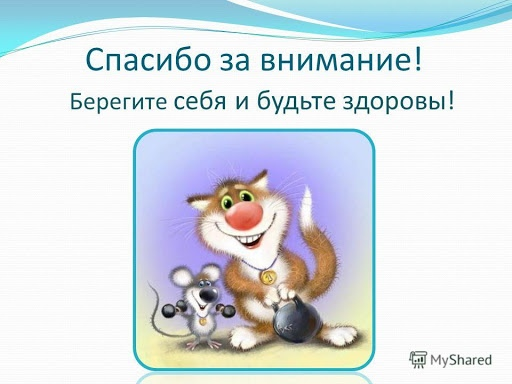 Спасибо за внимание!
Берегите себя и будьте здоровы!
MyShared